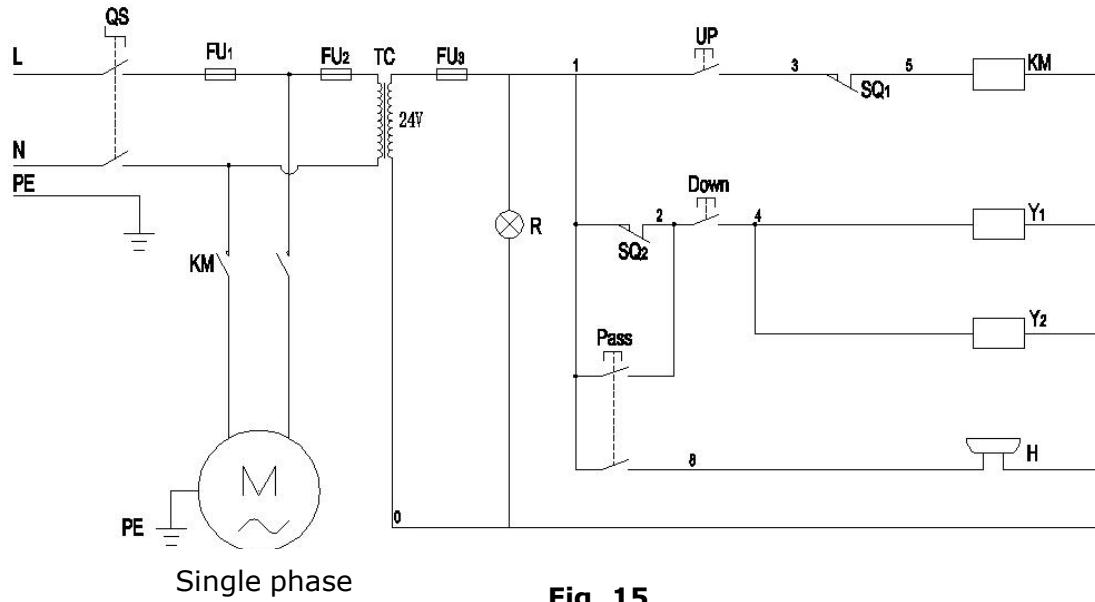 QS
L FU1 FU2 TC FU3 1 UP 3 SQ1 5 KM
24V
N
PE
SQ2 2 Down 4 Y1
R
KM
Y2
Pass
8 H
M
0
PE
Single phase
Fig. 15